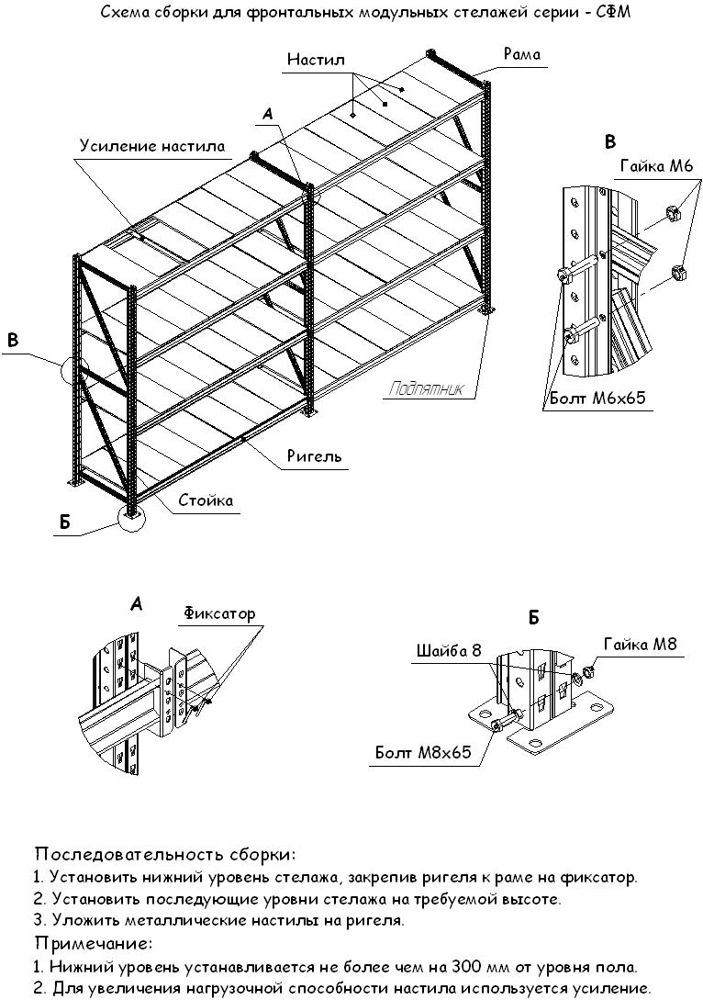 Схема сборки для фронтальных модульных стелажей серии - СФМ
Настил
Рама
А
Усиление настила
В
Гайка М6
В
Подпятник
Болт М6х65
Ригель
Стойка
Б
А
Фиксатор
Б
Шайба 8
Гайка М8
Болт М8х65
Последовательность сборки:
1. Установить нижний уровень стелажа, закрепив ригеля к раме на фиксатор.
2. Установить последующие уровни стелажа на требуемой высоте.
3. Уложить металлические настилы на ригеля.
Примечание:
1. Нижний уровень устанавливается не более чем на 300 мм от уровня пола.
2. Для увеличения нагрузочной способности настила используется усиление.